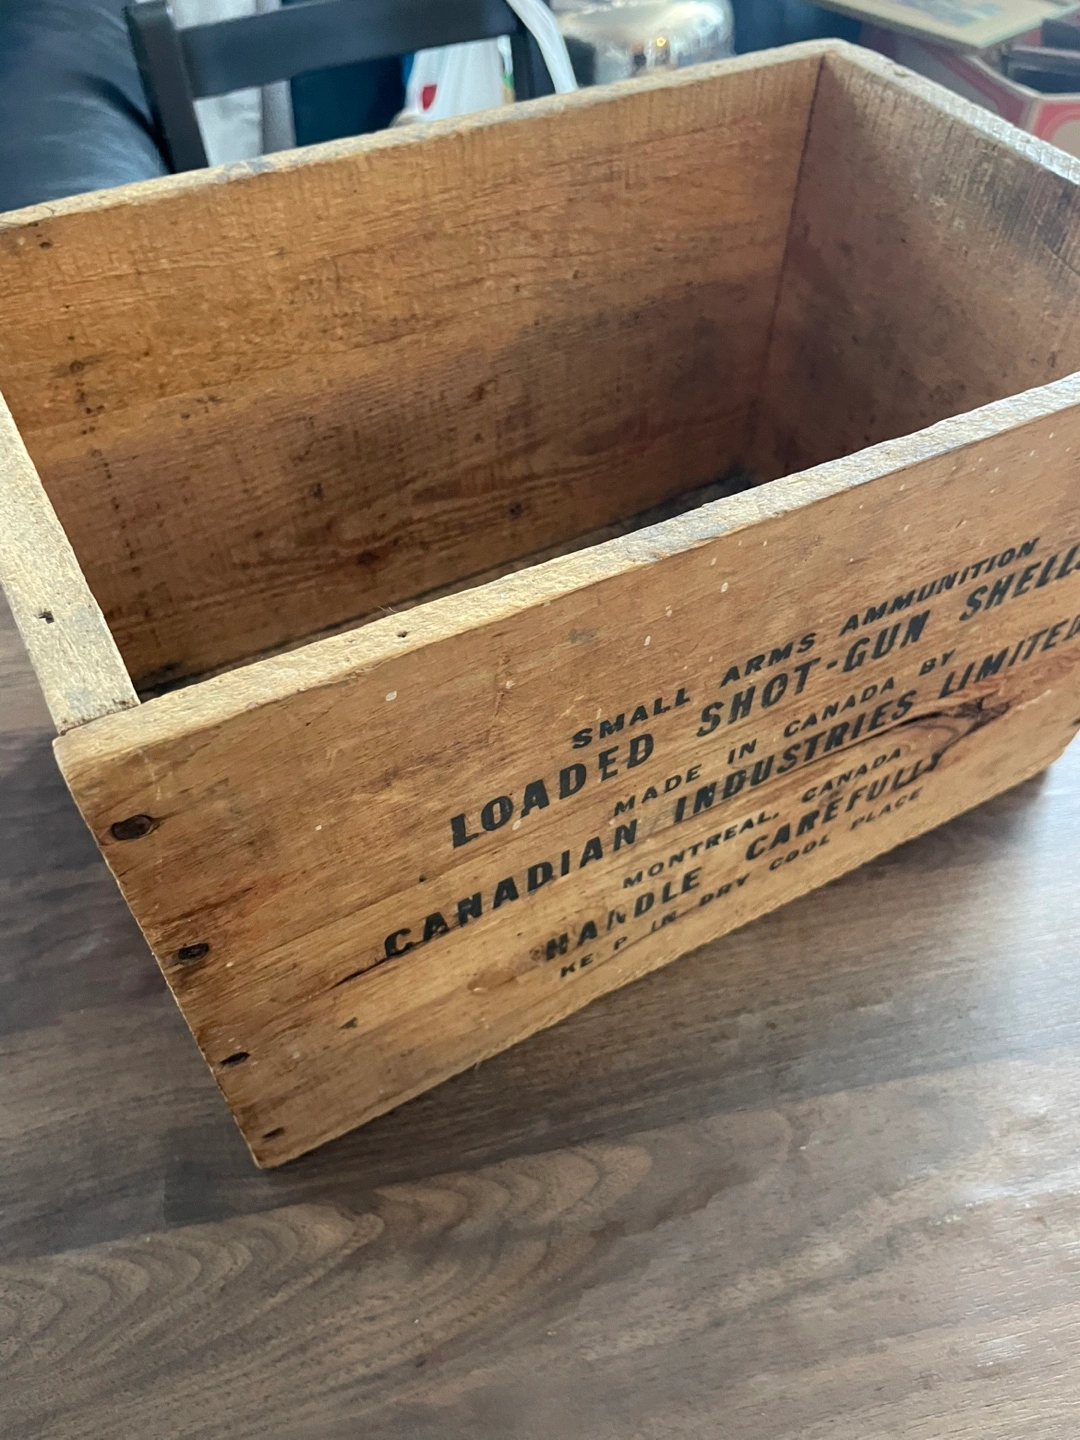 SMALL ARMS AMMUNITION
LOADED SHOT-GUN SHELLS
MADE IN CANADA BY
CANADIAN INDUSTRIES LIMITED
MONTREAL, CANADA
HANDLE CAREFULLY
KE P IN DRY COOL PLACE